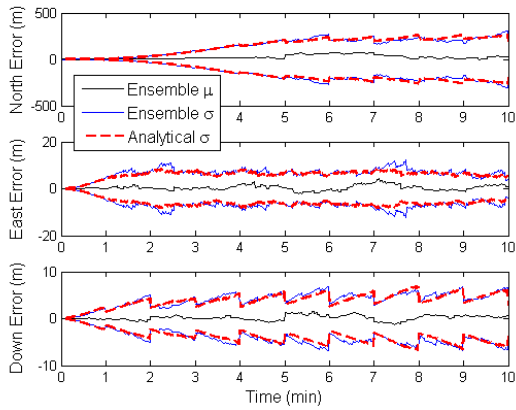 North Error (m)
500
0
-500
0 1 2 3 4 5 6 7 8 9 10
Ensemble μ
Ensemble σ
Analytical σ
East Error (m)
20
0
-20
0 1 2 3 4 5 6 7 8 9 10
Down Error (m)
10
0
-10
0 1 2 3 4 5 6 7 8 9 10
Time (min)